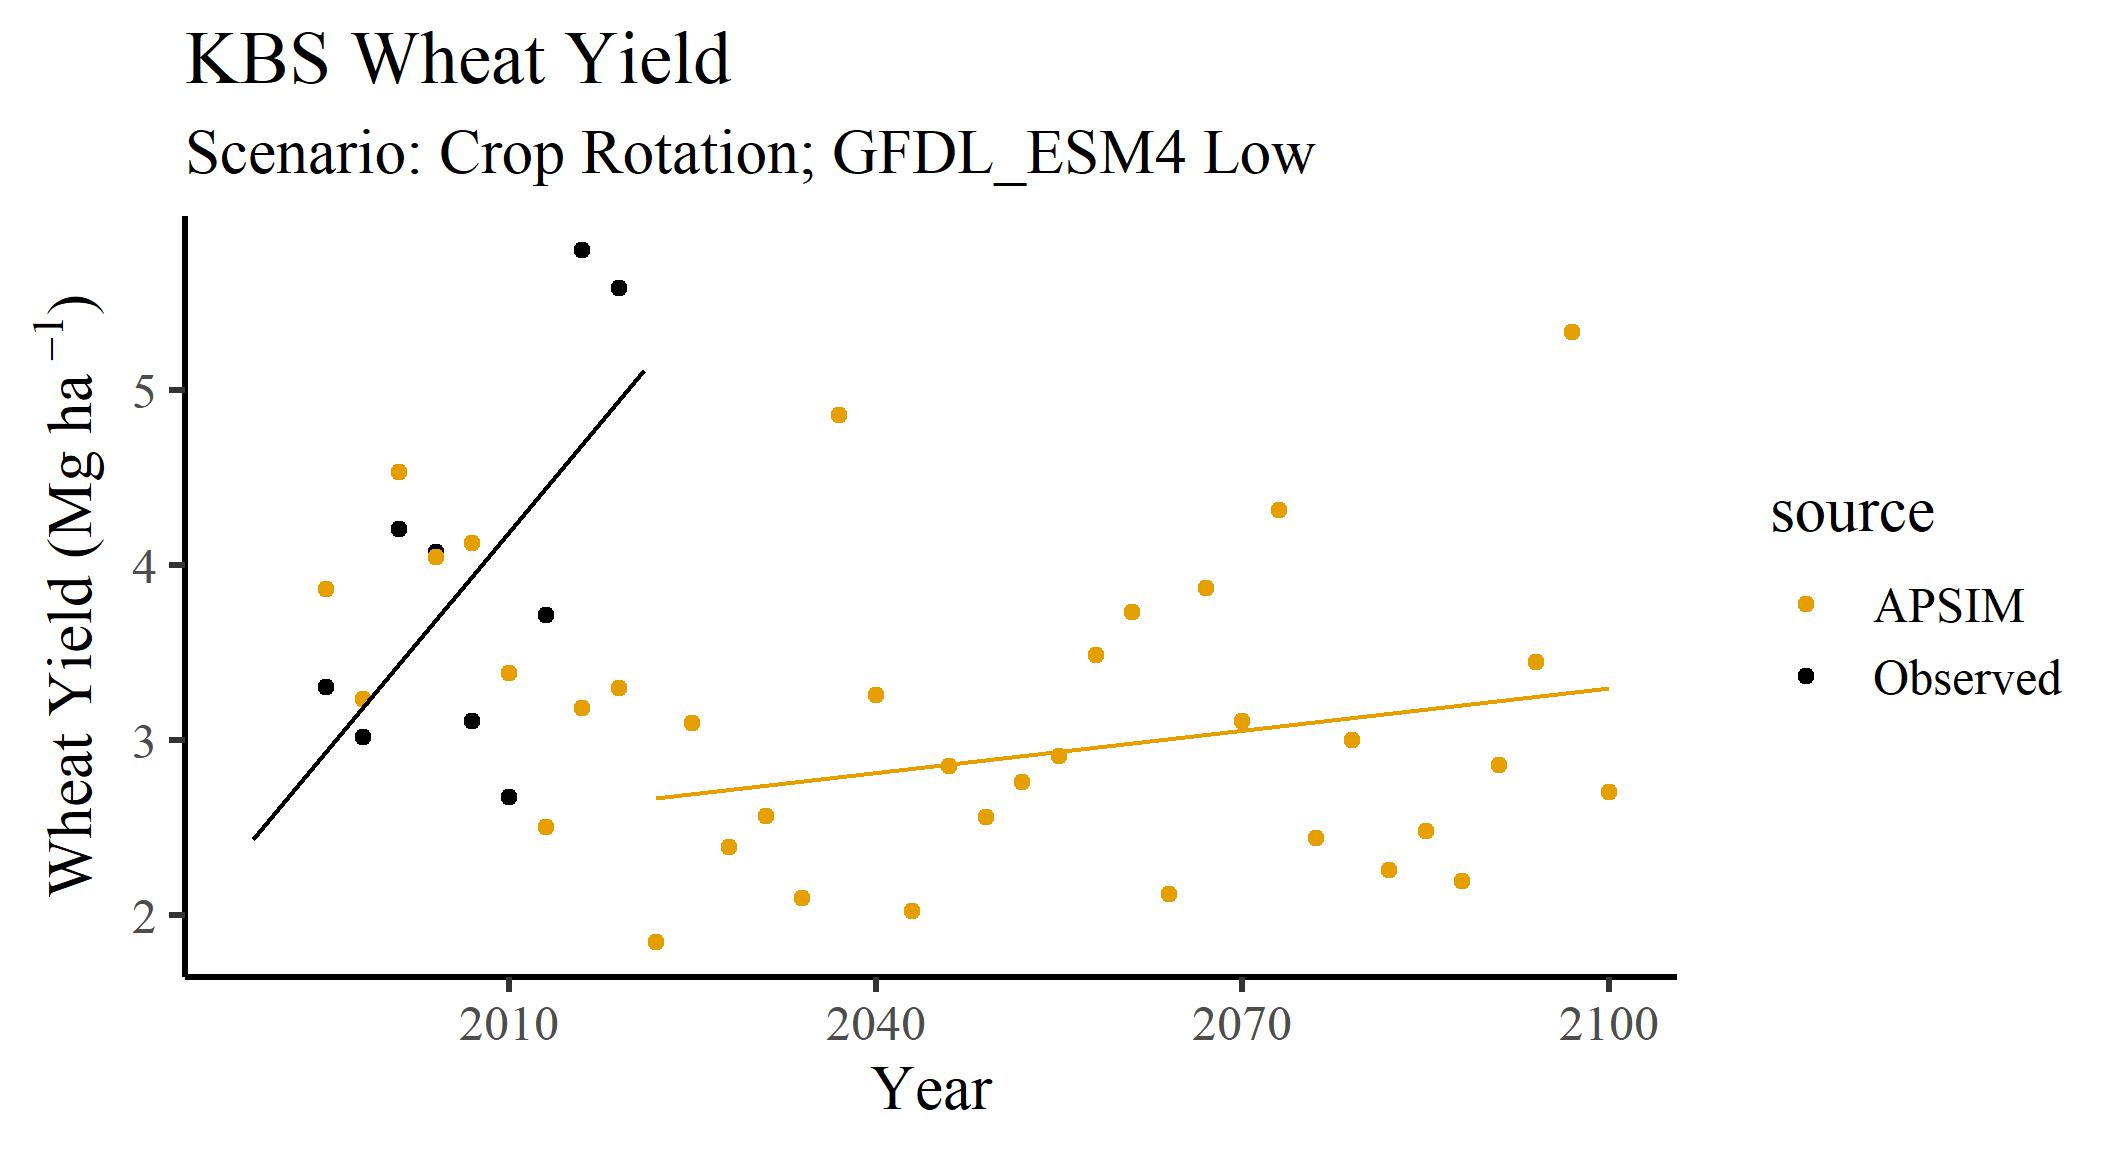 KBS Wheat Yield
Scenario: Crop Rotation; GFDL_ESM4 Low
Wheat Yield (Mg ha −1)
5
4
3
2
2010 2040 2070 2100
Year
source
APSIM
Observed